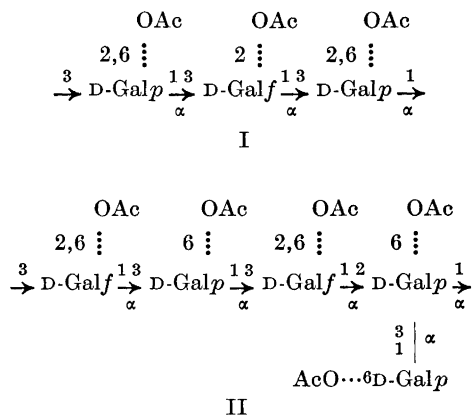 OAc OAc OAc
2,6 2 2,6
3 D-Galp 1 3 D-Galf 1 3 D-Galp 1
α α α
I
OAc OAc OAc OAc
2,6 6 2,6 6
3 D-Galf 1 3 D-Galp 1 3 D-Galf 1 2 D-Galp 1
α α α α
3
1 α
AcO···6D-Galp
II